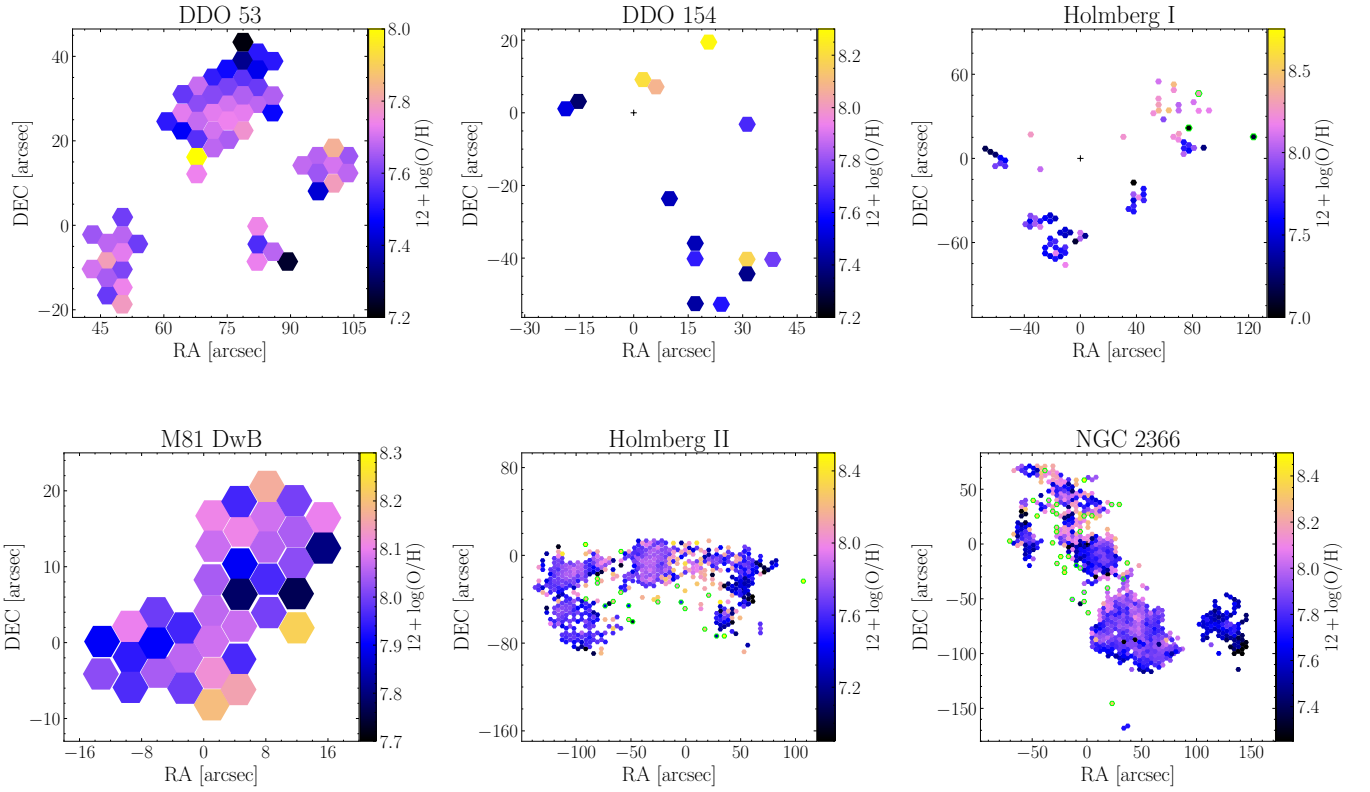 DDO 53
DEC [arcsec]
40
20
0
−20
45 60 75 90 105
RA [arcsec]
8.0
7.8
7.6
7.4
7.2
12 + log(O/H)
DDO 154
DEC [arcsec]
20
0
−20
−40
−30 −15 0 15 30 45
RA [arcsec]
8.2
8.0
7.8
7.6
7.4
7.2
12 + log(O/H)
Holmberg I
DEC [arcsec]
60
0
−60
−40 0 40 80 120
RA [arcsec]
8.5
8.0
7.5
7.0
12 + log(O/H)
M81 DwB
DEC [arcsec]
20
10
0
−10
−16 −8 0 8 16
RA [arcsec]
8.3
8.2
8.1
8.0
7.9
7.8
7.7
12 + log(O/H)
Holmberg II
DEC [arcsec]
80
0
−80
−160
−100 −50 0 50 100
RA [arcsec]
8.4
8.0
7.6
7.2
12 + log(O/H)
NGC 2366
DEC [arcsec]
50
0
−50
−100
−150
−50 0 50 100 150
RA [arcsec]
8.4
8.2
8.0
7.8
7.6
7.4
12 + log(O/H)